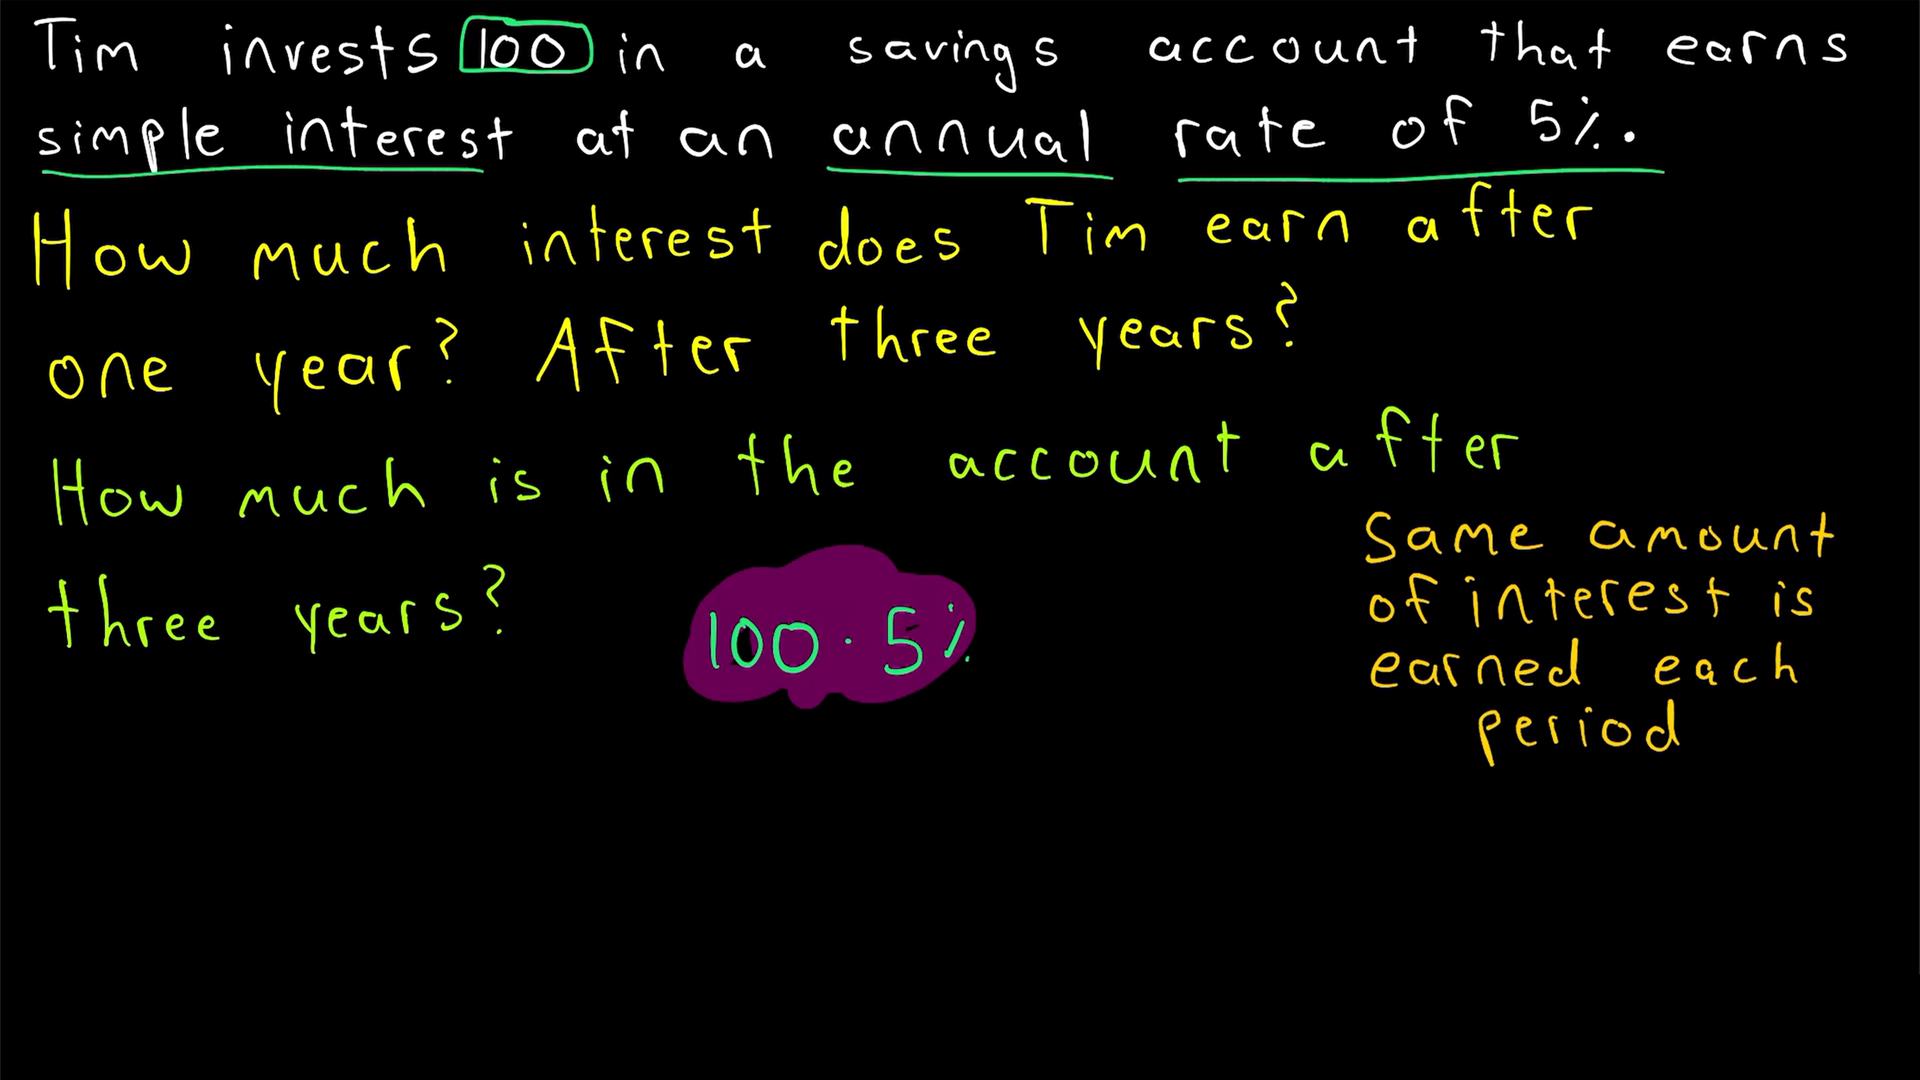 Tim invests 100 in a savings account that earns
simple interest at an annual rate of 5%.
How much interest does Tim earn after
one year? After three years?
How much is in the account after
three years?
100 · 5%
Same amount
of interest is
earned each
period